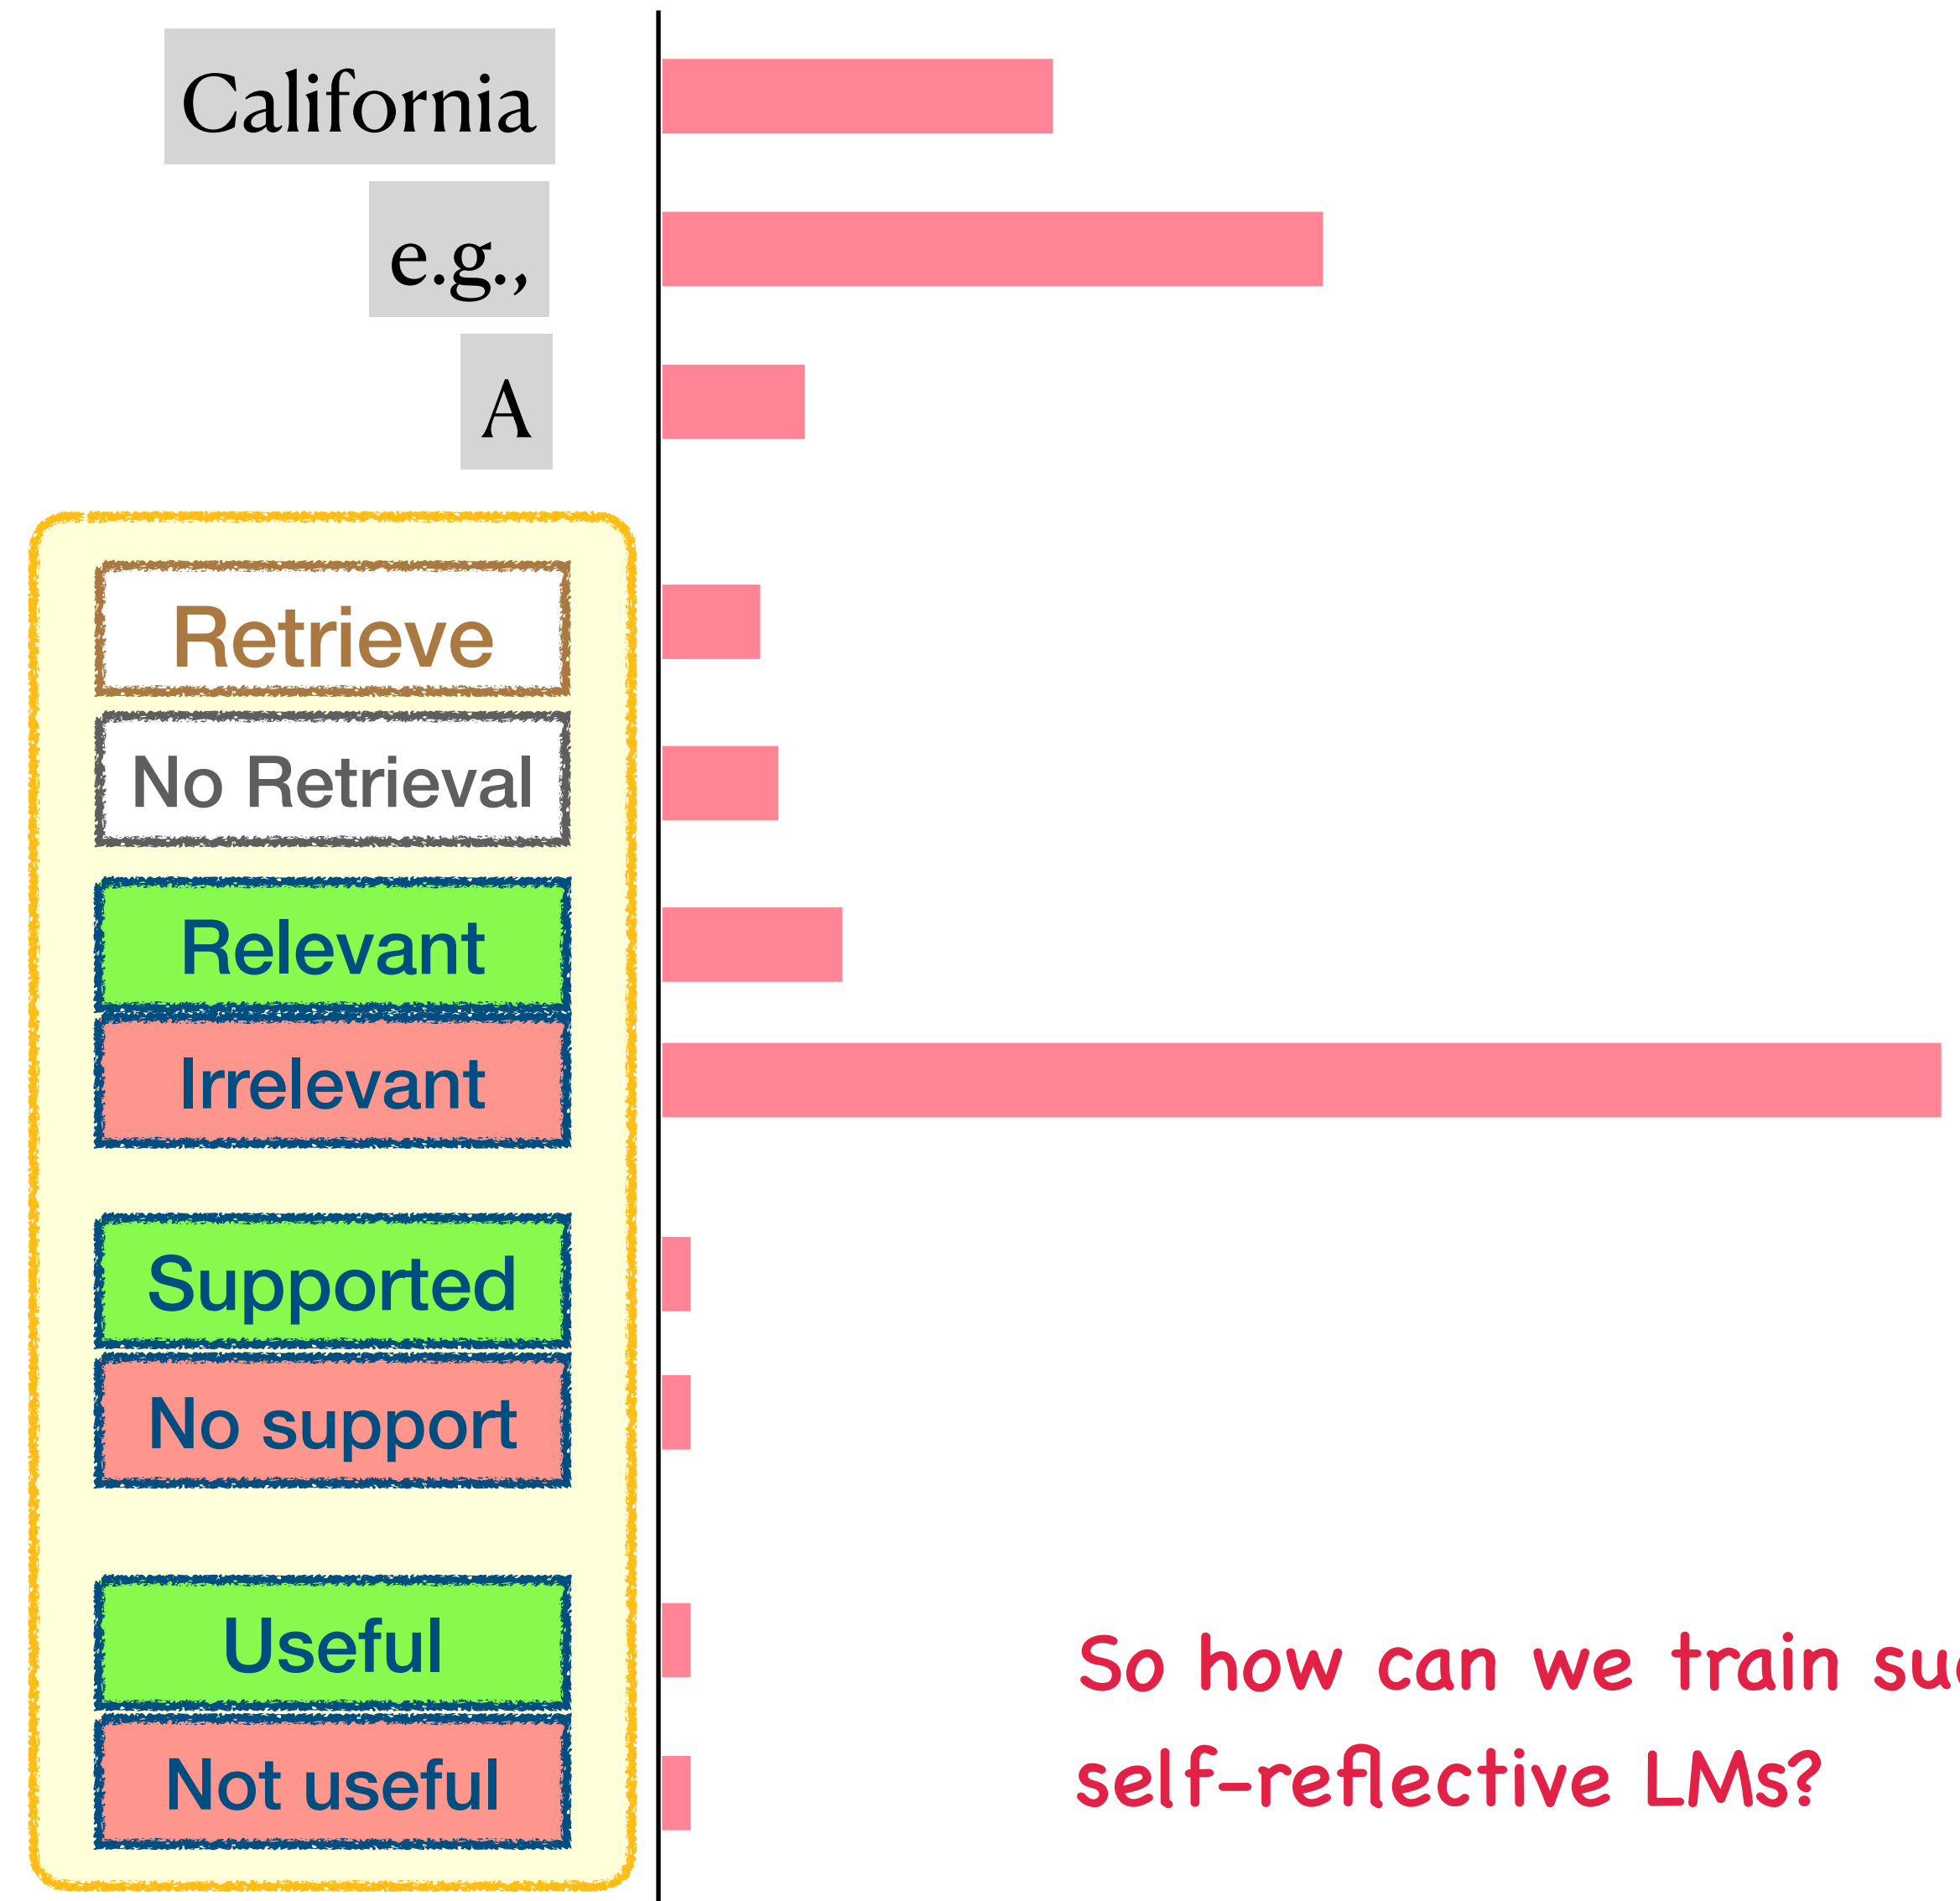 California
e.g.,
A
Retrieve
No Retrieval
Relevant
Irrelevant
Supported
No support
Useful
Not useful
So how can we train
self-reflective LMs?